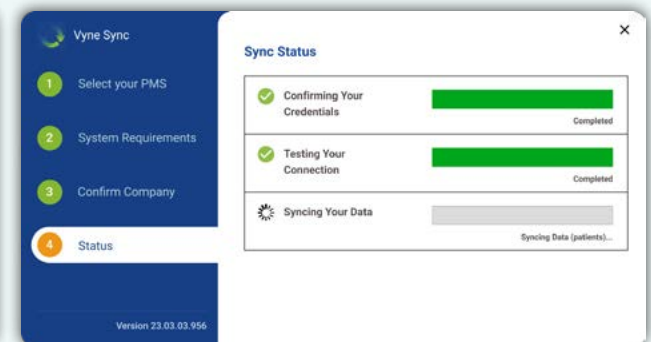 Vyne Sync
1 Select your PMS
2 System Requirements
3 Confirm Company
4 Status
Version 23.03.03.956
Sync Status
Confirming Your
Credentials
Completed
Testing Your
Connection
Completed
Syncing Your Data
Syncing Data (patients)...